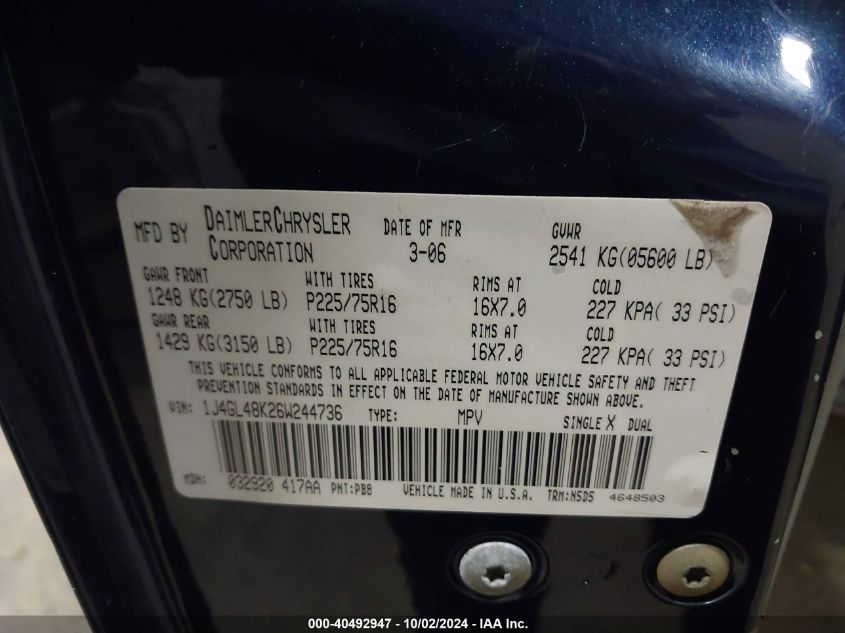 MFD BY DAIMLERCHRYSLER CORPORATION DATE OF MFR 3-06 GVWR 2541 KG(05600 LB)
GAWR FRONT WITH TIRES RIMS AT COLD
1248 KG(2750 LB) P225/75R16 16X7.0 227 KPA( 33 PSI)
GAWR REAR WITH TIRES RIMS AT COLD
1429 KG(3150 LB) P225/75R16 16X7.0 227 KPA( 33 PSI)
THIS VEHICLE CONFORMS TO ALL APPLICABLE FEDERAL MOTOR VEHICLE SAFETY AND THEFT
PREVENTION STANDARDS IN EFFECT ON THE DATE OF MANUFACTURE SHOWN ABOVE.
VIN: 1J4GL48K26W244736 TYPE: MPV SINGLE X DUAL
MDH: 032920 417AA PNT:PB8 VEHICLE MADE IN U.S.A. TRM:N5D5 4648503
000-40492947 - 10/02/2024 - IAA Inc.